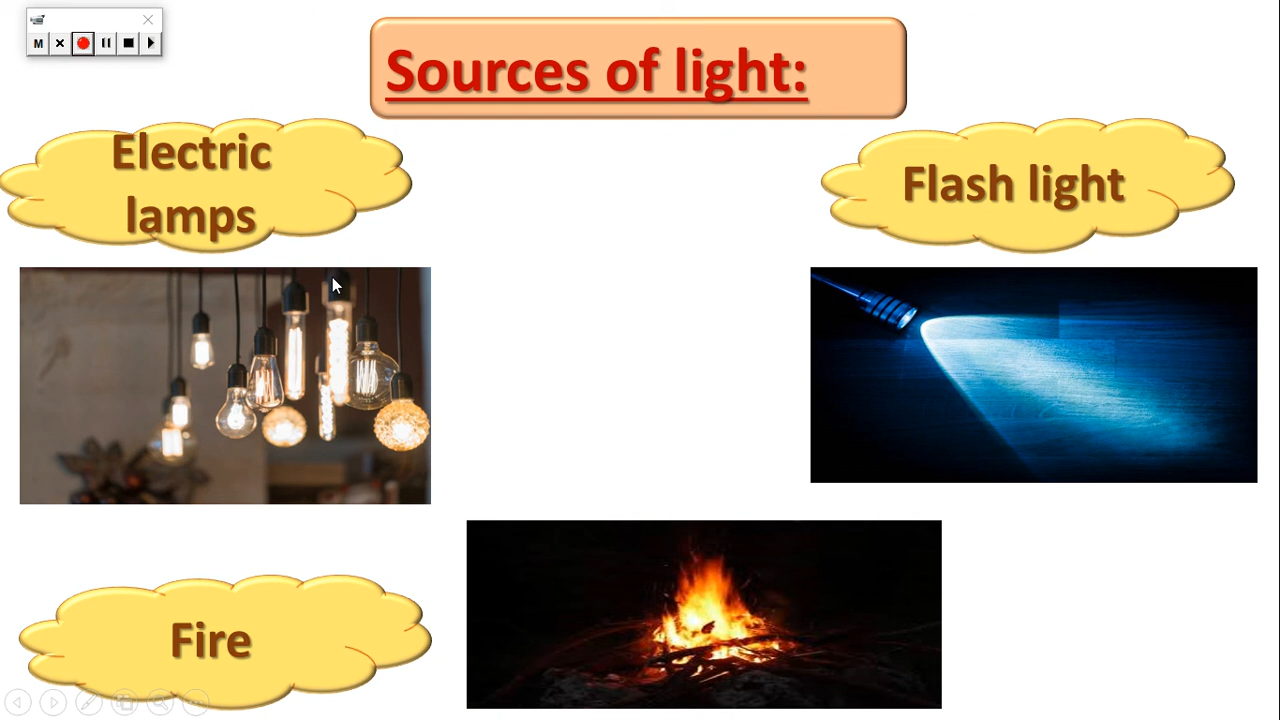 M
Sources of light:
Electric
lamps
Flash light
Fire